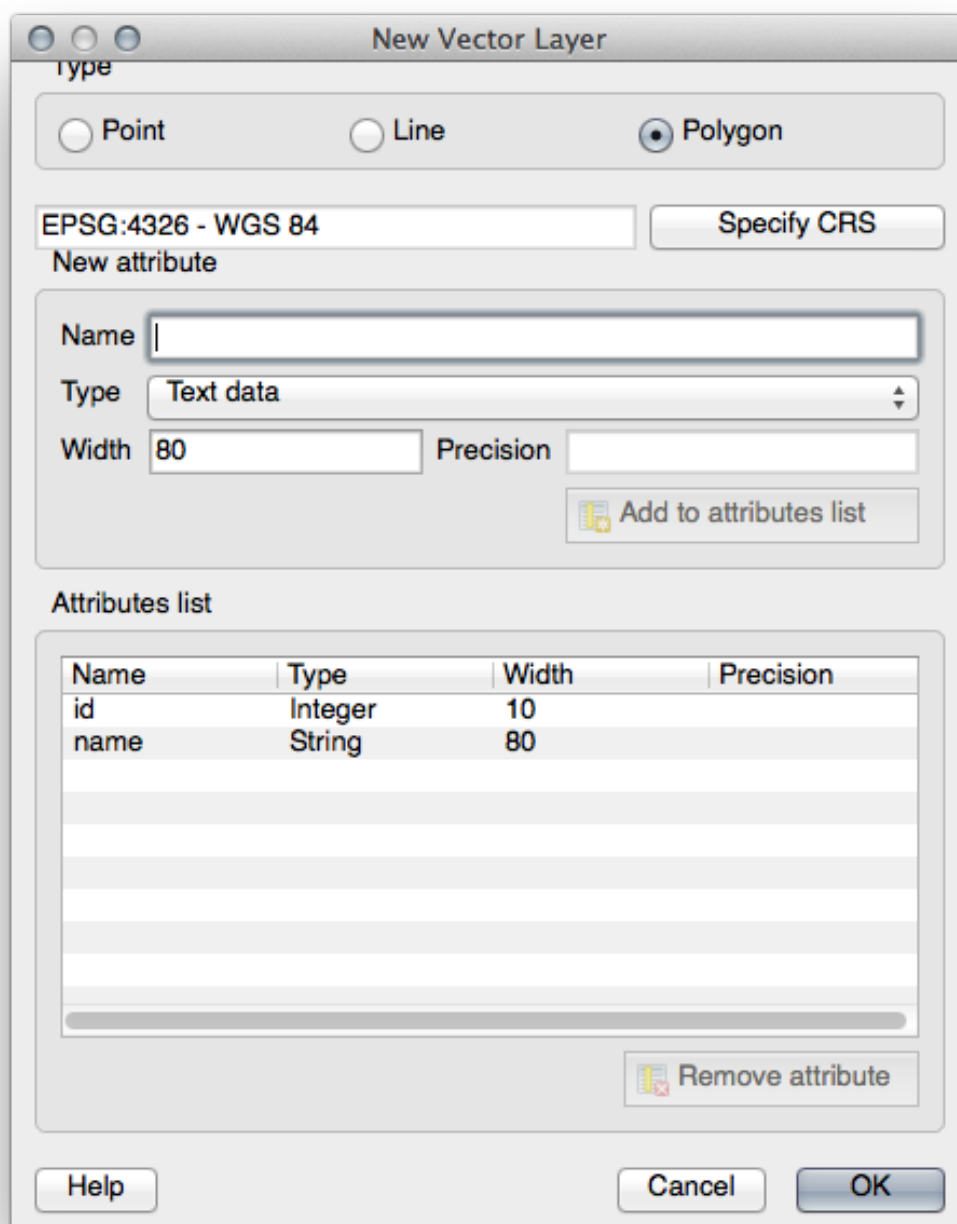 New Vector Layer
Type
Point Line Polygon
EPSG:4326 - WGS 84 Specify CRS
New attribute
Name
Type Text data
Width 80 Precision
Add to attributes list
Attributes list
Name Type Width Precision
id Integer 10
name String 80
Remove attribute
Help Cancel OK